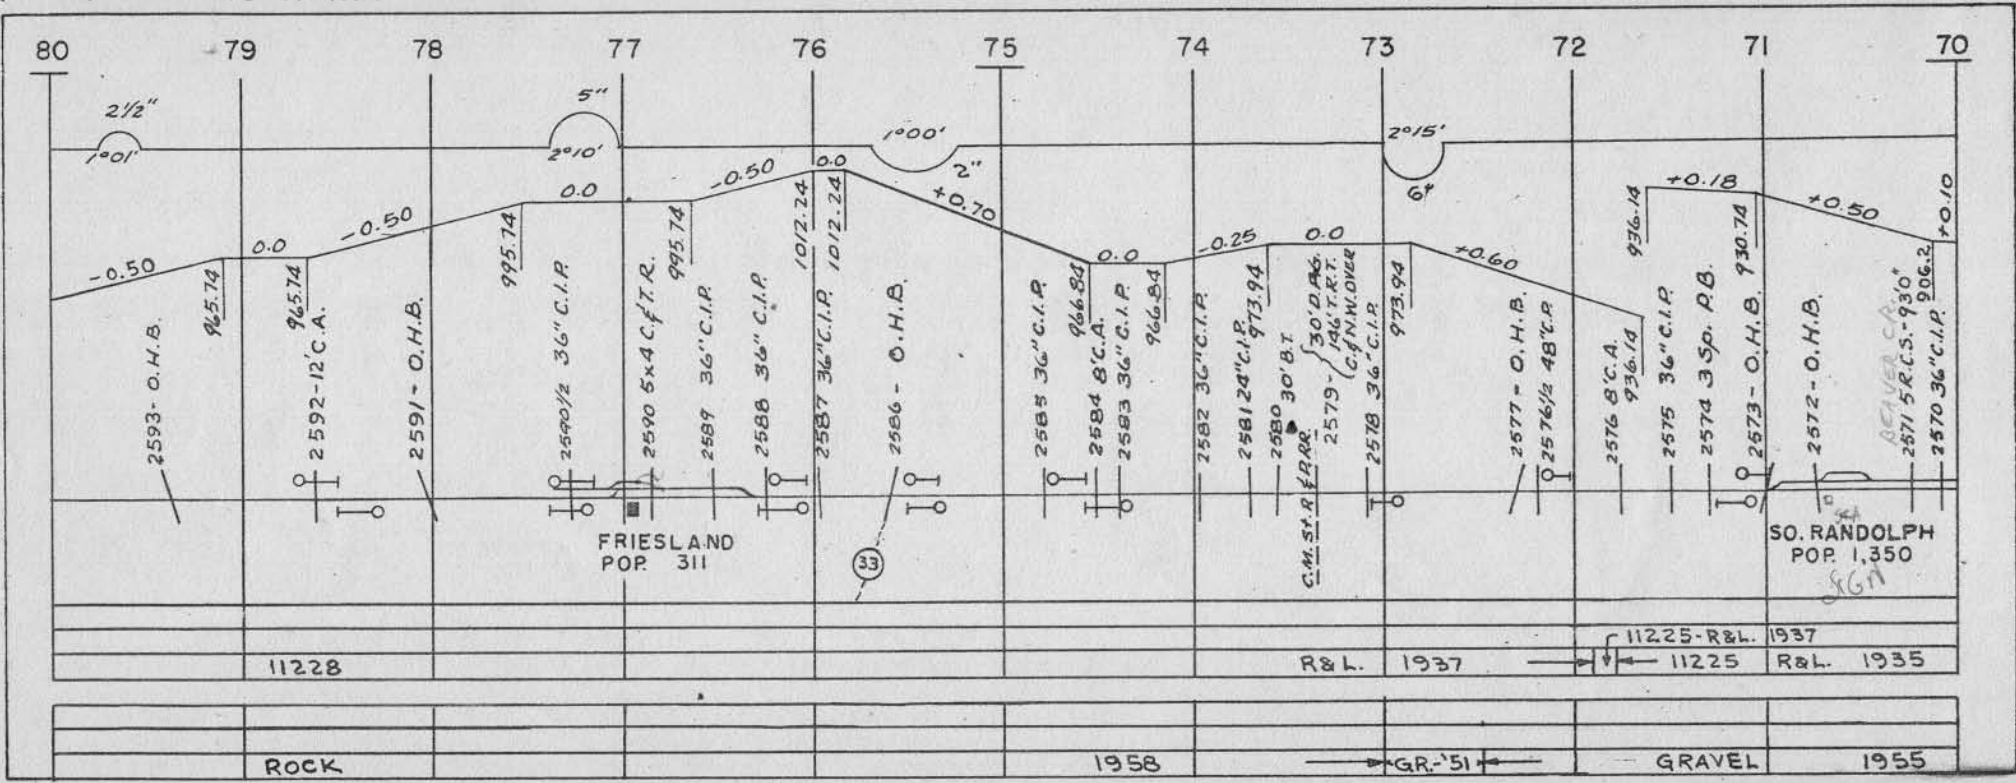 80 79 78 77 76 75 74 73 72 71 70
2½" 5" 1°00' 2°15'
1°01' 2°10' 2" 6"
-0.50 0.0 -0.50 0.0 -0.50 0.0 +0.70 0.0 -0.25 0.0 +0.60 +0.18 +0.50 +0.10
965.74 965.74 995.74 995.74 1012.24 1012.24 966.84 966.84 973.94 973.94 936.14 936.14 930.74 906.2
2593 - O.H.B.
2592 - 12' C.A.
2591 - O.H.B.
2590½ 36" C.I.P.
2590 5x4 C.& T.R.
2589 36" C.I.P.
2588 36" C.I.P.
2587 36" C.I.P.
2586 - O.H.B.
2585 36" C.I.P.
2584 8' C.A.
2583 36" C.I.P.
2582 36" C.I.P.
2581 24" C.I.P.
2580 30' B.T.
C.M. St. P. & P. RR.
2579 - 30' D.P.G.
146' T.R.T.
(C.& N.W. OVER
2578 36" C.I.P.
2577 - O.H.B.
2576½ 48" C.P.
2576 8' C.A.
2575 36" C.I.P.
2574 3 Sp. P.B.
2573 - O.H.B.
2572 - O.H.B.
BEAVER CR.
2571 5 R.C.S. - 93'0"
2570 36" C.I.P.
FRIESLAND
POP. 311
33
SO. RANDOLPH
POP. 1,350
SGN
11225-R&L. 1937
11228 R&L. 1937 11225 R&L. 1935
ROCK 1958 GR.-'51 GRAVEL 1955